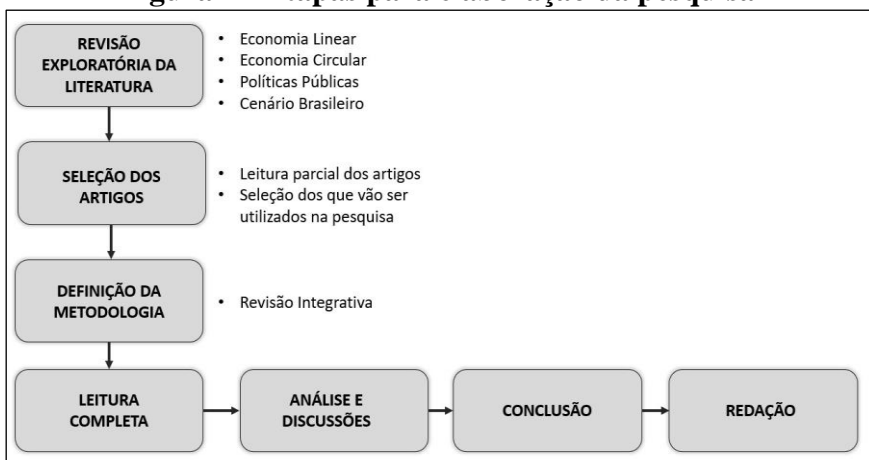 REVISÃO
EXPLORATÓRIA DA
LITERATURA
• Economia Linear
• Economia Circular
• Políticas Públicas
• Cenário Brasileiro
SELEÇÃO DOS
ARTIGOS
• Leitura parcial dos artigos
• Seleção dos que vão ser
utilizados na pesquisa
DEFINIÇÃO DA
METODOLOGIA
• Revisão Integrativa
LEITURA
COMPLETA
ANÁLISE E
DISCUSSÕES
CONCLUSÃO
REDAÇÃO